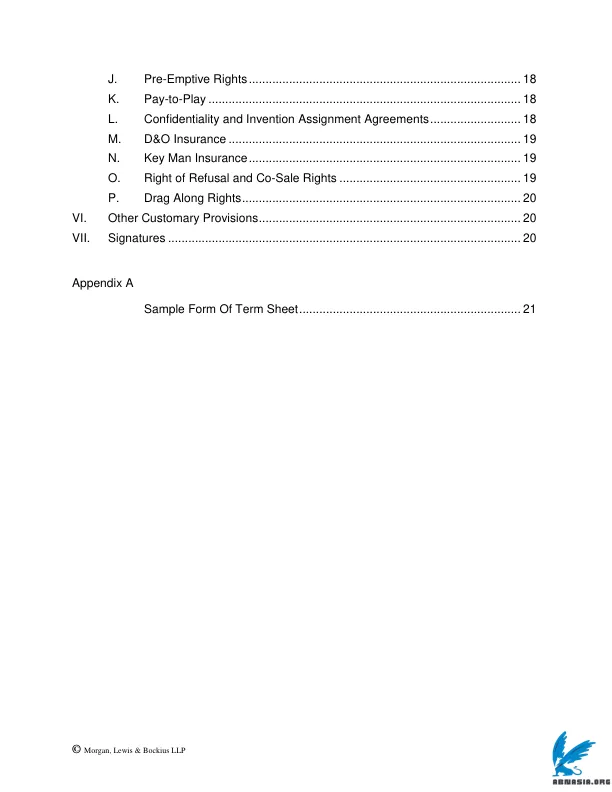 J. Pre-Emptive Rights ................................................................................. 18
K. Pay-to-Play ............................................................................................. 18
L. Confidentiality and Invention Assignment Agreements ........................... 18
M. D&O Insurance ....................................................................................... 19
N. Key Man Insurance ................................................................................. 19
O. Right of Refusal and Co-Sale Rights ...................................................... 19
P. Drag Along Rights ................................................................................... 20
VI. Other Customary Provisions .............................................................................. 20
VII. Signatures ......................................................................................................... 20
Appendix A
Sample Form Of Term Sheet .................................................................. 21
© Morgan, Lewis & Bockius LLP
ABNASIA.ORG